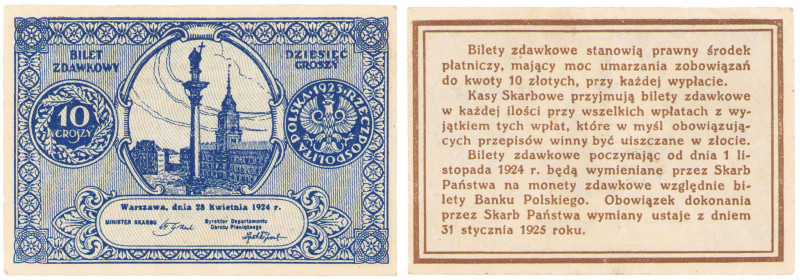 BILET
ZDAWKOWY
DZIESIĘĆ
GROSZY
10
GROSZY
1923 RZECZPOSPOLITA POLSKA
Warszawa, dnia 28 Kwietnia 1924 r.
MINISTER SKARBU
Dyrektor Departamentu
Obrotu Pieniężnego
Bilety zdawkowe stanowią prawny środek
płatniczy, mający moc umarzania zobowiązań
do kwoty 10 złotych, przy każdej wypłacie.
Kasy Skarbowe przyjmują bilety zdawkowe
w każdej ilości przy wszelkich wpłatach z wy-
jątkiem tych wpłat, które w myśl obowiązują-
cych przepisów winny być uiszczane w złocie.
Bilety zdawkowe począwszy od dnia 1 li-
stopada 1924 r. będą wymieniane przez Skarb
Państwa na monety zdawkowe względnie bi-
lety Banku Polskiego. Obowiązek dokonania
przez Skarb Państwa wymiany ustaje z dniem
31 stycznia 1925 roku.